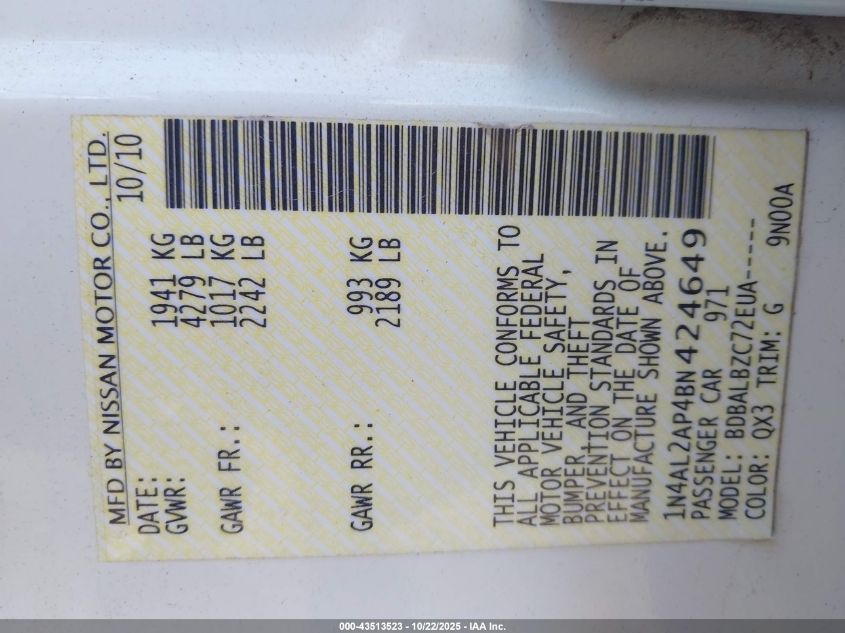 MFD BY NISSAN MOTOR CO., LTD.
DATE: 10/10
GVWR: 1941 KG
4279 LB
GAWR FR.: 1017 KG
2242 LB
GAWR RR.: 993 KG
2189 LB
THIS VEHICLE CONFORMS TO
ALL APPLICABLE FEDERAL
MOTOR VEHICLE SAFETY,
BUMPER, AND THEFT
PREVENTION STANDARDS IN
EFFECT ON THE DATE OF
MANUFACTURE SHOWN ABOVE.
1N4AL2AP4BN424649
PASSENGER CAR 971
MODEL: BDBALBZC72EUA-----
COLOR: QX3 TRIM: G 9N00A
000-43513523 - 10/22/2025 - IAA Inc.